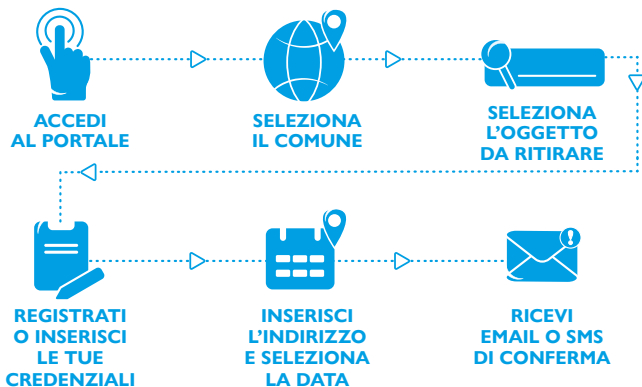 ACCEDI
AL PORTALE
SELEZIONA
IL COMUNE
SELEZIONA
L'OGGETTO
DA RITIRARE
REGISTRATI
O INSERISCI
LE TUE
CREDENZIALI
INSERISCI
L'INDIRIZZO
E SELEZIONA
LA DATA
RICEVI
EMAIL O SMS
DI CONFERMA